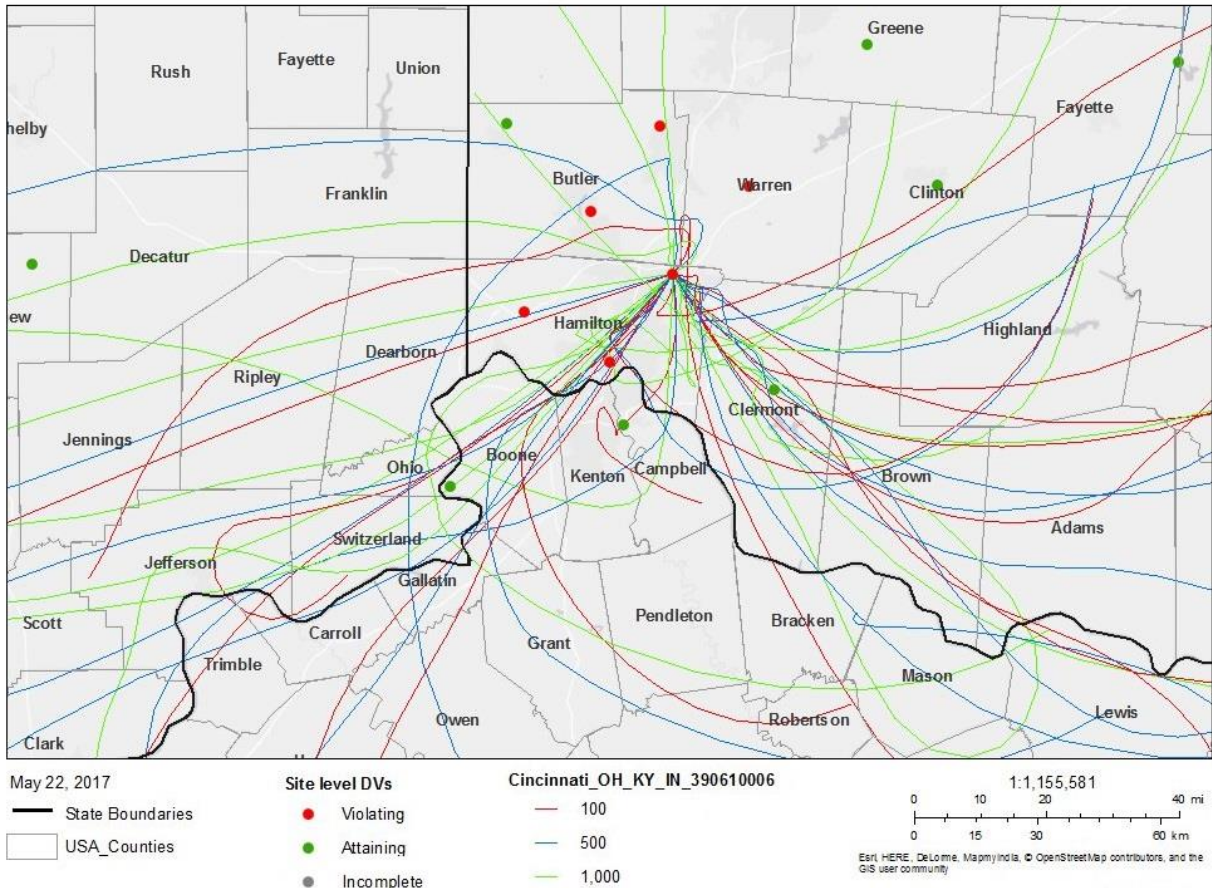 Greene
Fayette
Union
Rush
Fayette
helby
Butler
Warren
Clinton
Franklin
Decatur
ew
Hamilton
Highland
Dearborn
Ripley
Clermont
Jennings
Ohio
Boone
Kenton
Campbell
Brown
Adams
Switzerland
Jefferson
Gallatin
Scott
Carroll
Pendleton
Bracken
Grant
Trimble
Mason
Owen
Robertson
Lewis
Clark
May 22, 2017
State Boundaries
USA_Counties
Site level DVs
Violating
Attaining
Incomplete
Cincinnati_OH_KY_IN_390610006
100
500
1,000
1:1,155,581
0 10 20 40 mi
0 15 30 60 km
Esri, HERE, DeLorme, MapmyIndia, © OpenStreetMap contributors, and the
GIS user community